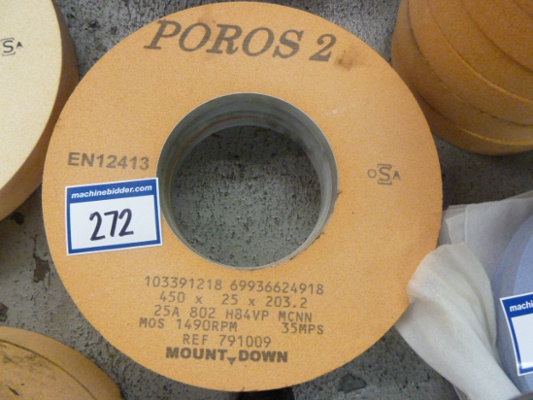 POROS 2
EN12413
OSA
machinebidder.com
272
103391218 69936624918
450 x 25 x 203.2
25A 802 H84VP MCNN
MOS 1490RPM 35MPS
REF 791009
MOUNT DOWN